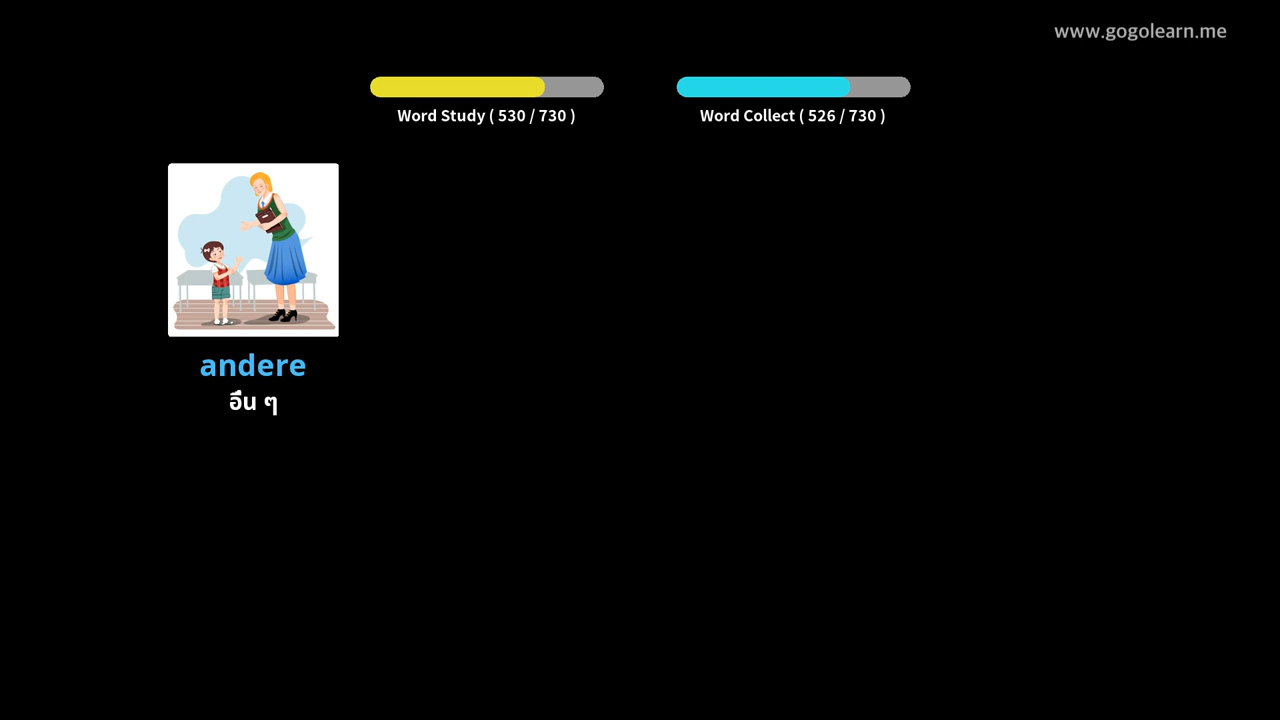 www.gogolearn.me
Word Study ( 530 / 730 )
Word Collect ( 526 / 730 )
andere
อื่น ๆ